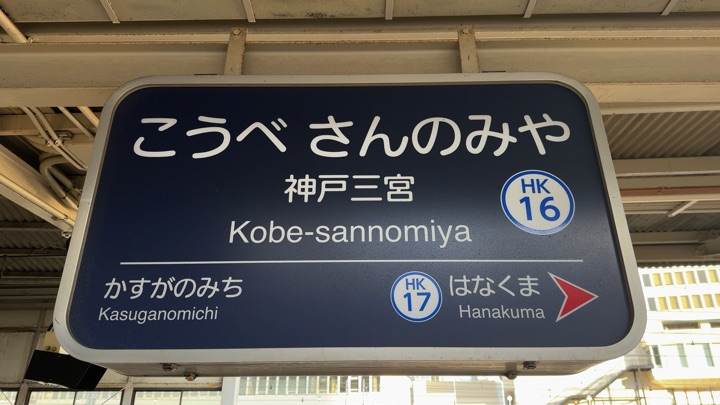 こうべ さんのみや
神戸三宮
HK
16
Kobe-sannomiya
かすがのみち
Kasuganomichi
HK
17
はなくま
Hanakuma